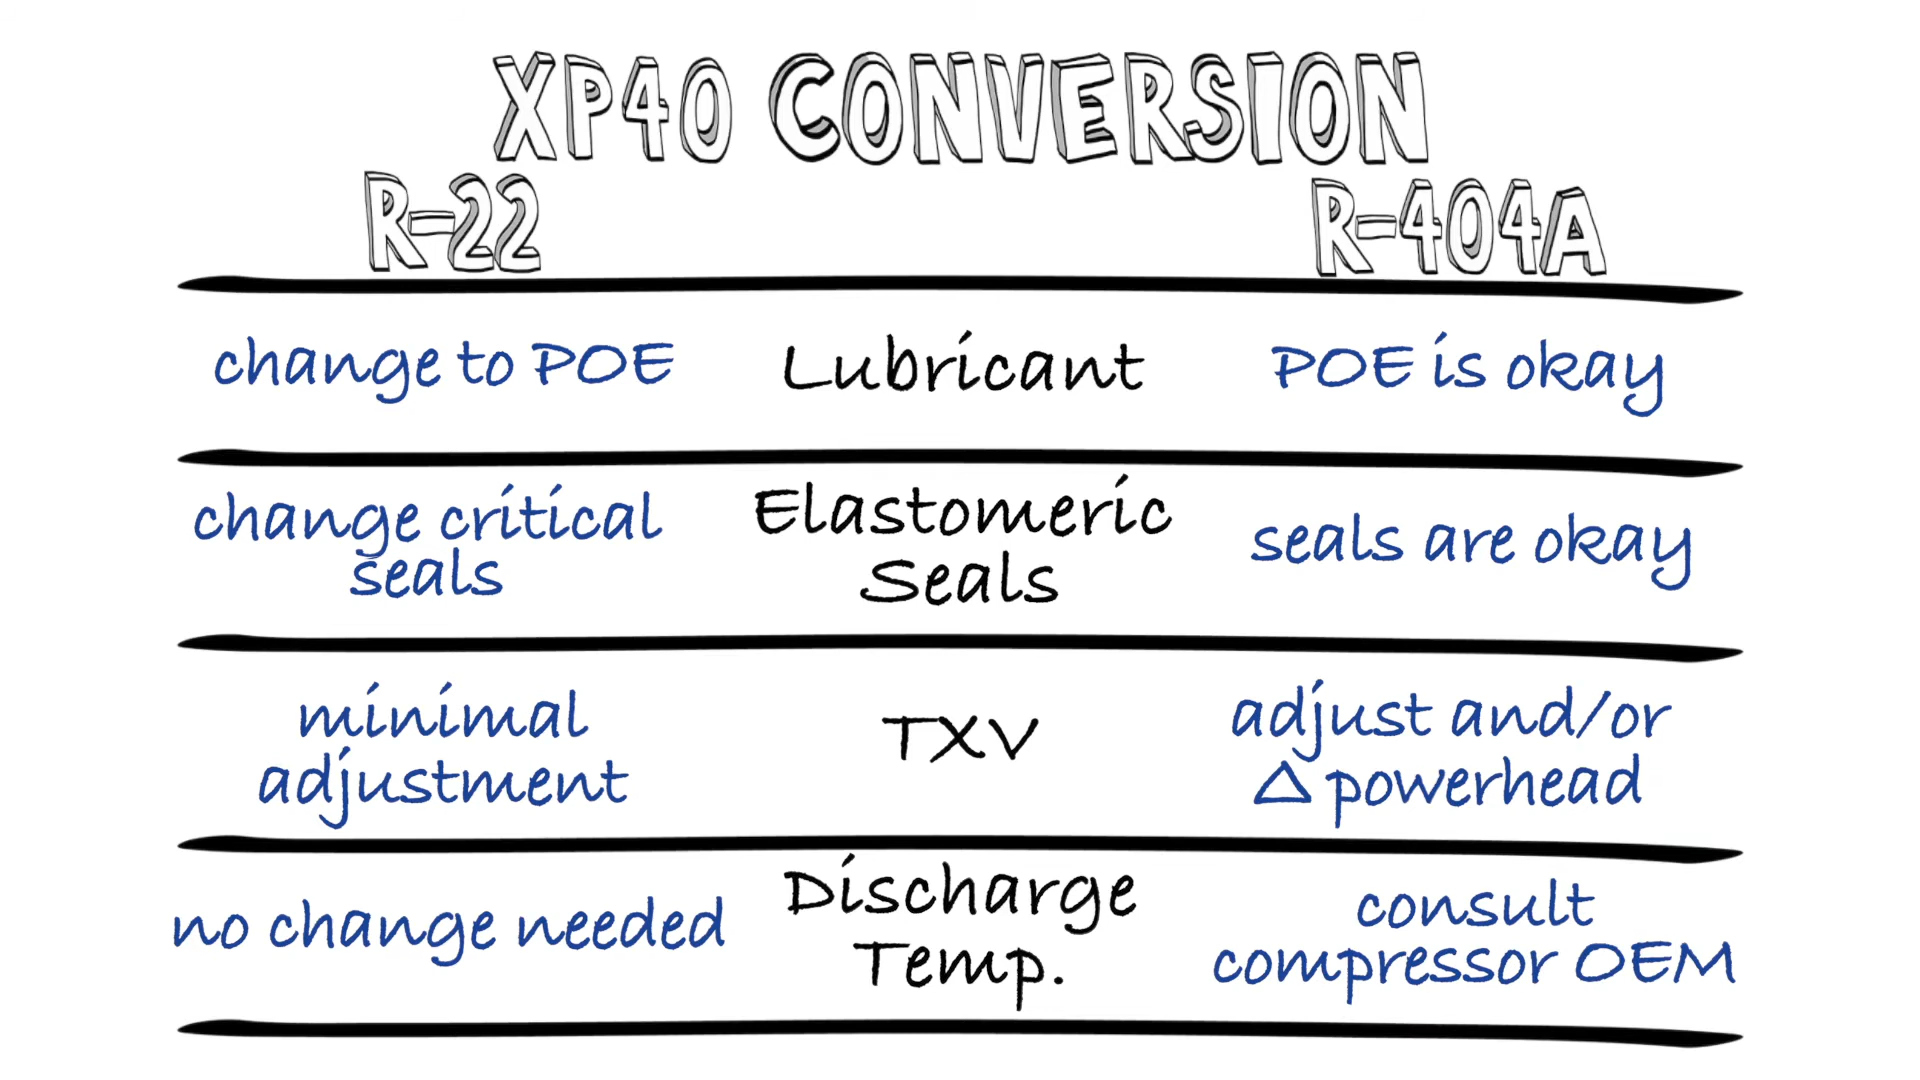 XP40 CONVERSION
R-22
R-404A
change to POE
Lubricant
POE is okay
change critical
seals
Elastomeric
Seals
seals are okay
minimal
adjustment
TXV
adjust and/or
Δ powerhead
no change needed
Discharge
Temp.
consult
compressor OEM